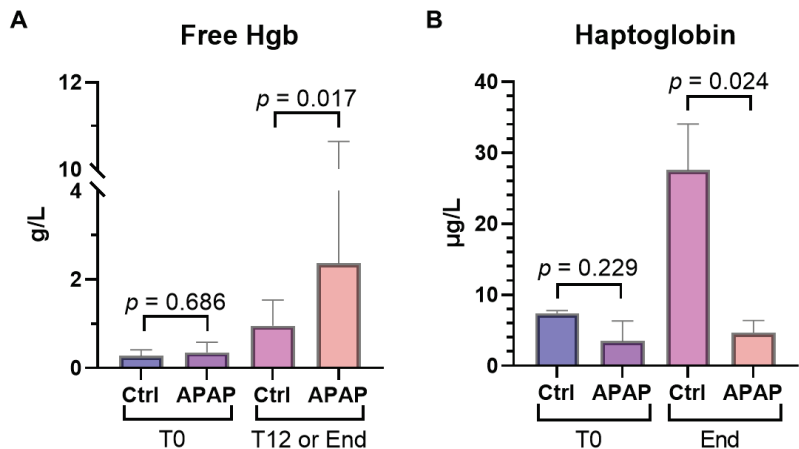 A
Free Hgb
g/L
12
10
4
2
0
p = 0.686
p = 0.017
Ctrl APAP Ctrl APAP
T0 T12 or End
B
Haptoglobin
µg/L
40
30
20
10
0
p = 0.229
p = 0.024
Ctrl APAP Ctrl APAP
T0 End